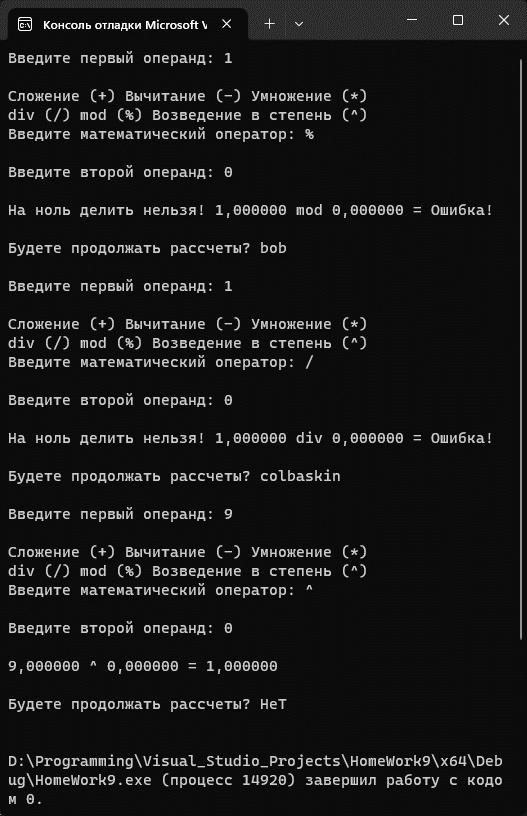 Консоль отладки Microsoft V
Введите первый операнд: 1
Сложение (+) Вычитание (-) Умножение (*)
div (/) mod (%) Возведение в степень (^)
Введите математический оператор: %
Введите второй операнд: 0
На ноль делить нельзя! 1,000000 mod 0,000000 = Ошибка!
Будете продолжать рассчеты? bob
Введите первый операнд: 1
Сложение (+) Вычитание (-) Умножение (*)
div (/) mod (%) Возведение в степень (^)
Введите математический оператор: /
Введите второй операнд: 0
На ноль делить нельзя! 1,000000 div 0,000000 = Ошибка!
Будете продолжать рассчеты? colbaskin
Введите первый операнд: 9
Сложение (+) Вычитание (-) Умножение (*)
div (/) mod (%) Возведение в степень (^)
Введите математический оператор: ^
Введите второй операнд: 0
9,000000 ^ 0,000000 = 1,000000
Будете продолжать рассчеты? НеТ
D:\Programming\Visual_Studio_Projects\HomeWork9\x64\Deb
ug\HomeWork9.exe (процесс 14920) завершил работу с кодо
м 0.